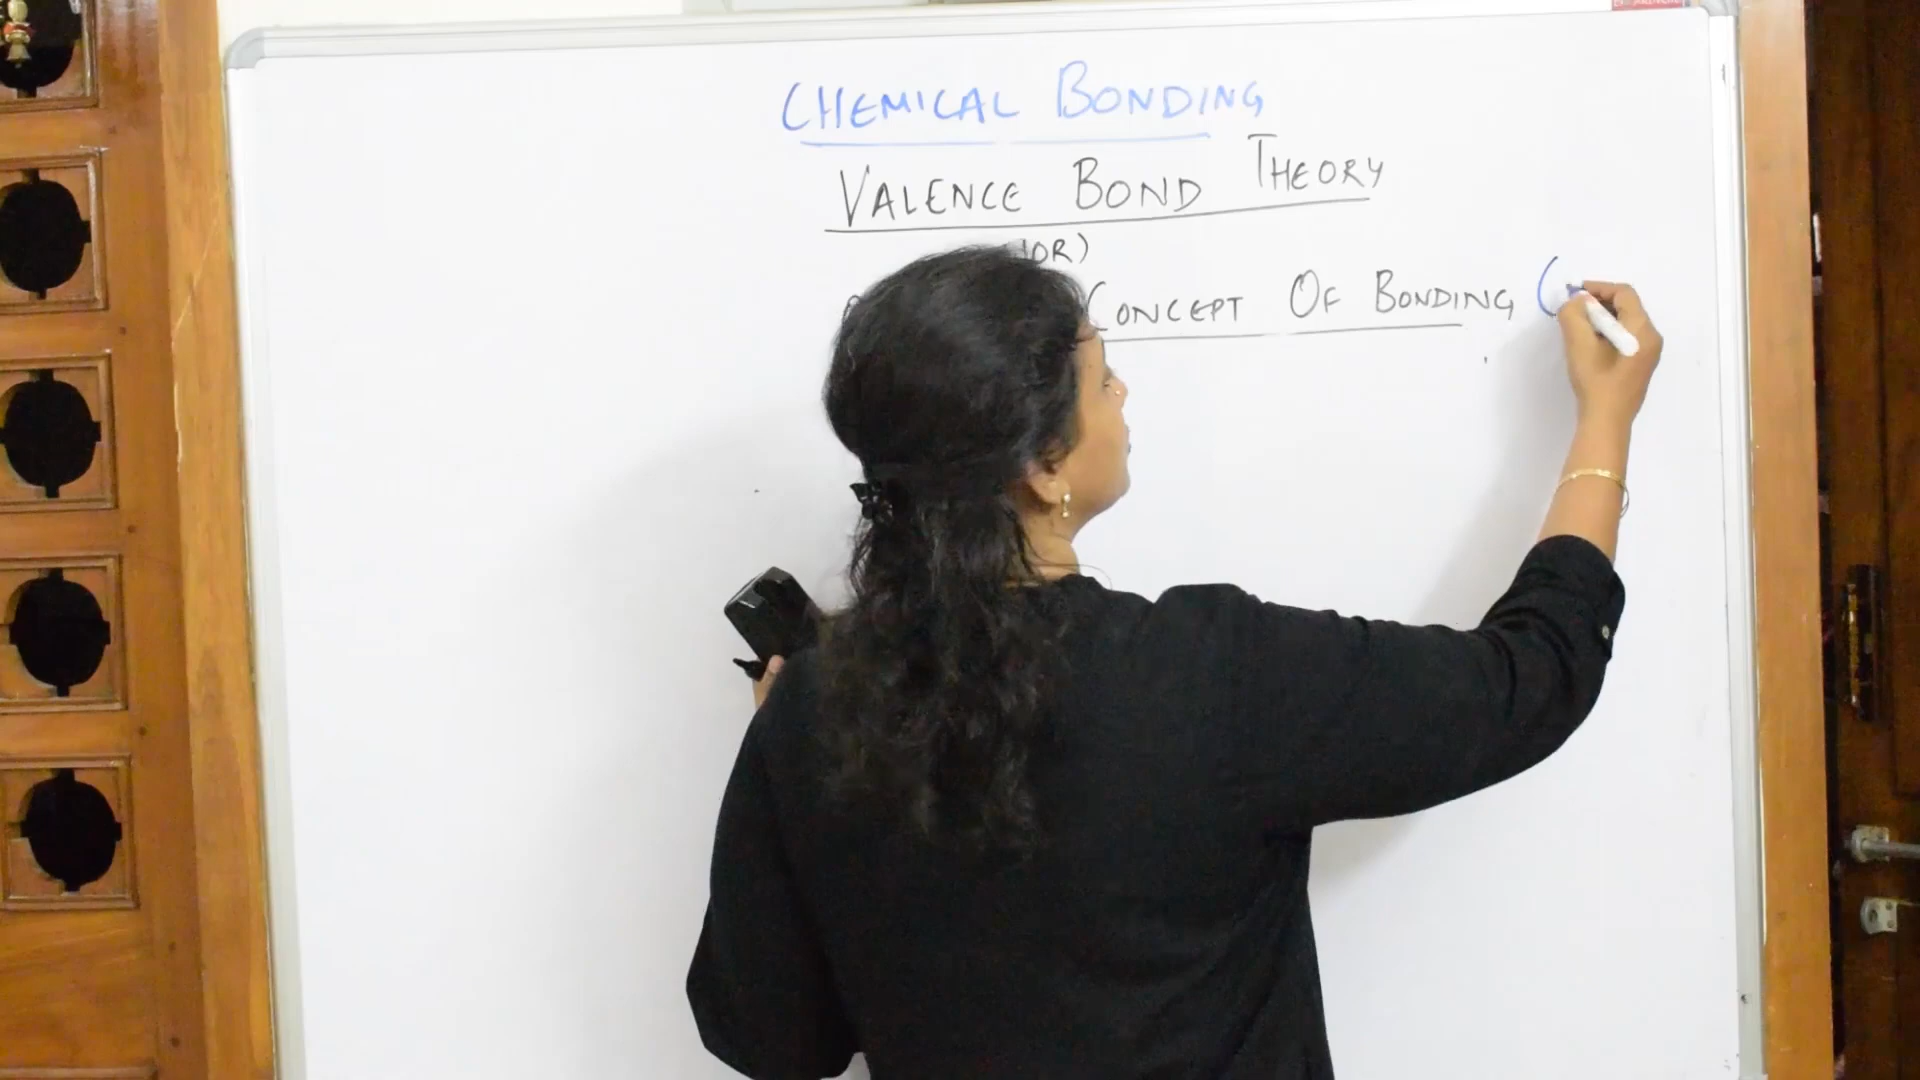 CHEMICAL BONDING
VALENCE BOND THEORY
(OR)
CONCEPT OF BONDING (